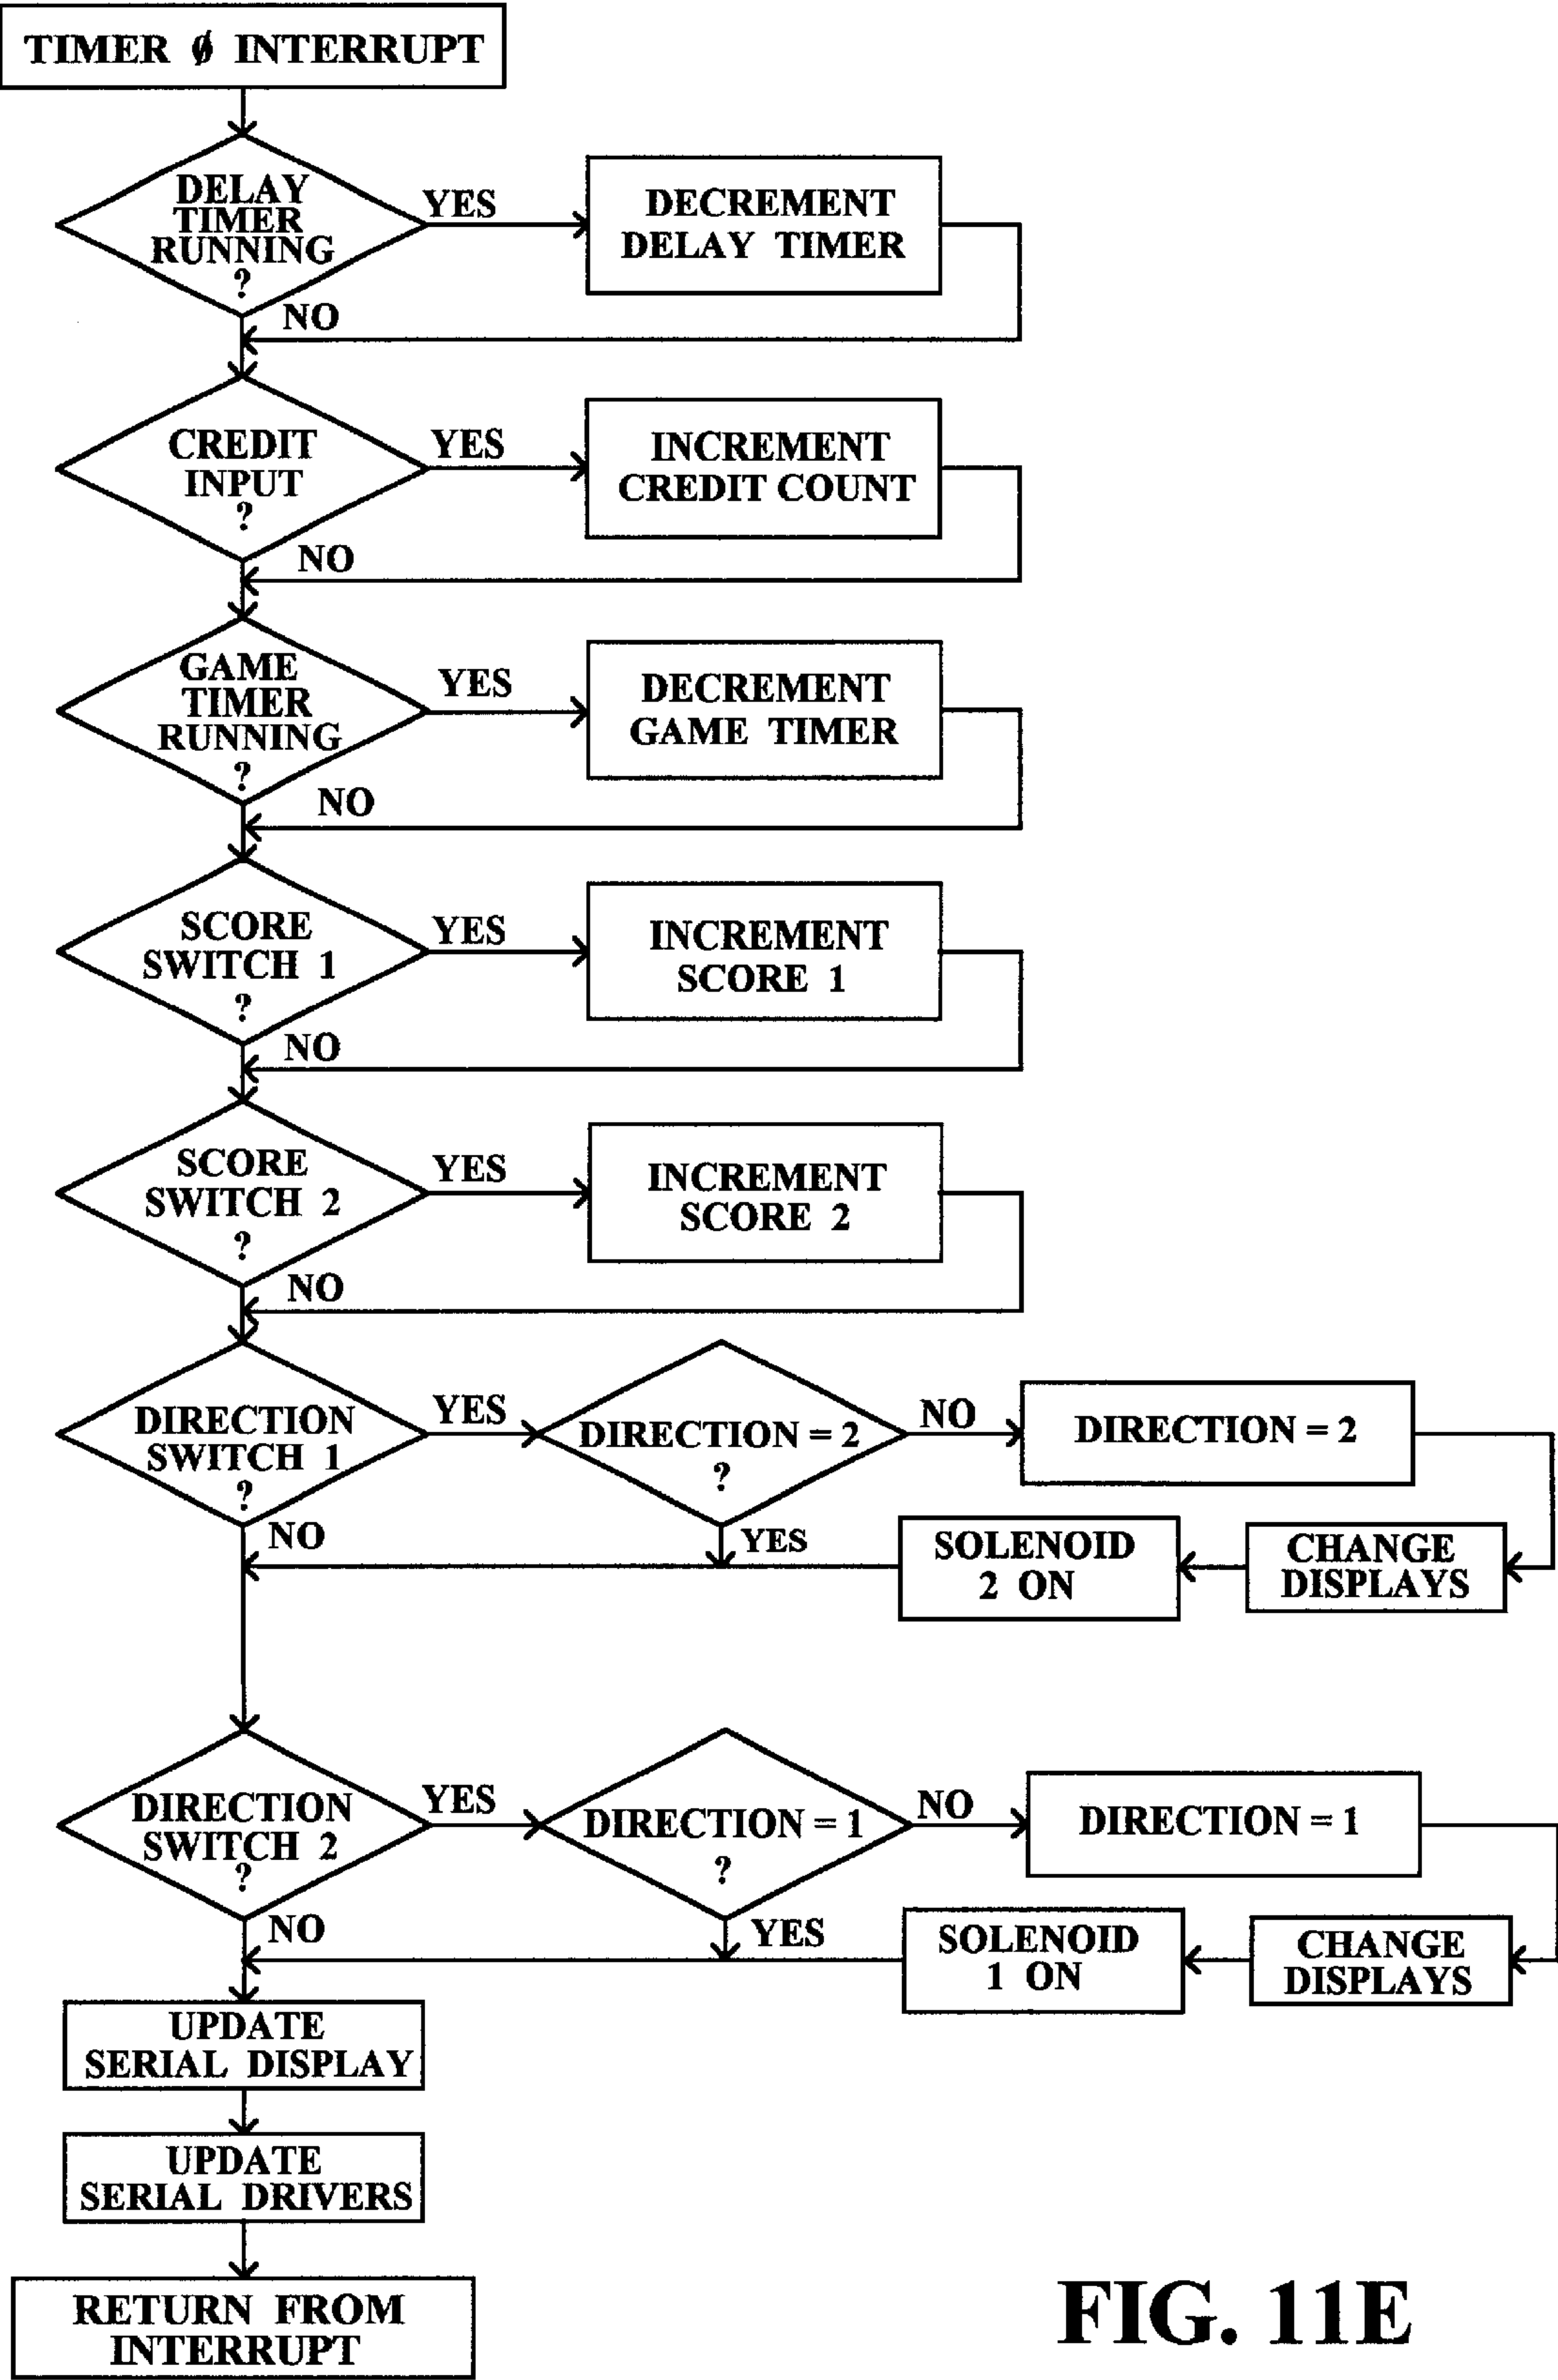 TIMER 0 INTERRUPT
DELAY
TIMER
RUNNING
?
YES
DECREMENT
DELAY TIMER
NO
CREDIT
INPUT
?
YES
INCREMENT
CREDIT COUNT
NO
GAME
TIMER
RUNNING
?
YES
DECREMENT
GAME TIMER
NO
SCORE
SWITCH 1
?
YES
INCREMENT
SCORE 1
NO
SCORE
SWITCH 2
?
YES
INCREMENT
SCORE 2
NO
DIRECTION
SWITCH 1
?
YES
DIRECTION = 2
?
NO
DIRECTION = 2
CHANGE
DISPLAYS
SOLENOID
2 ON
YES
NO
DIRECTION
SWITCH 2
?
YES
DIRECTION = 1
?
NO
DIRECTION = 1
CHANGE
DISPLAYS
SOLENOID
1 ON
YES
NO
UPDATE
SERIAL DISPLAY
UPDATE
SERIAL DRIVERS
RETURN FROM
INTERRUPT
FIG. 11E